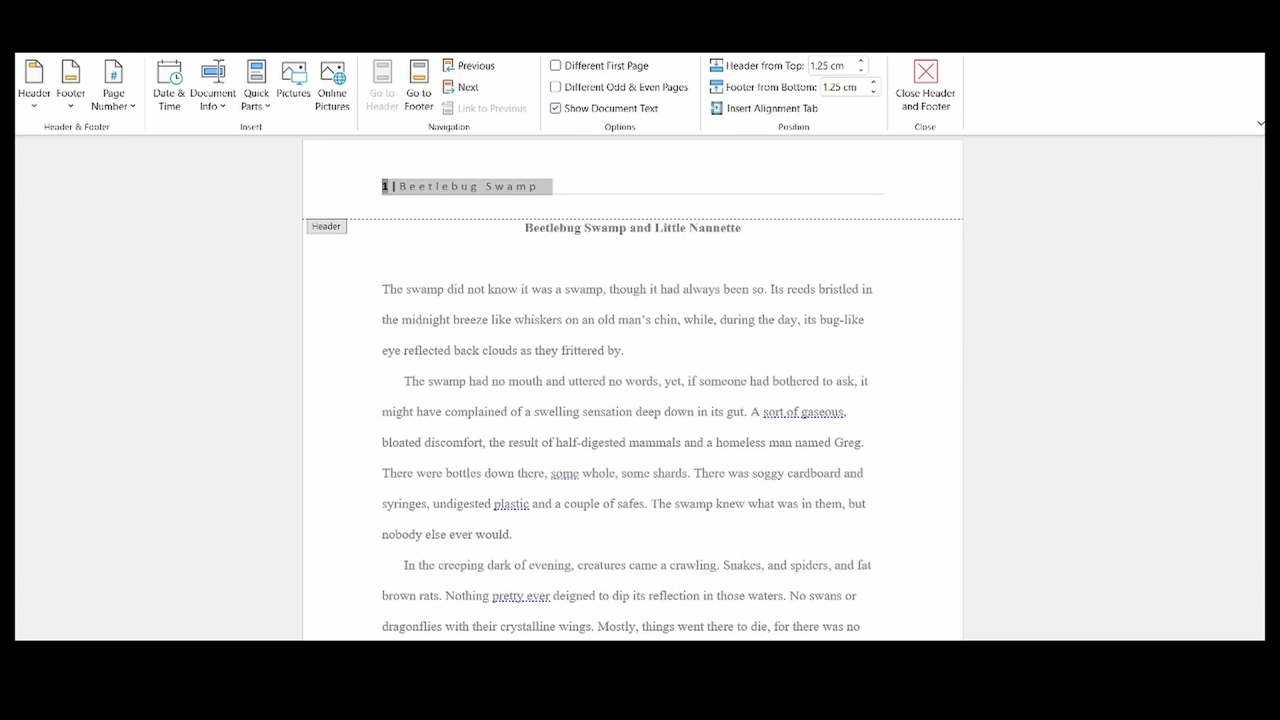 Header
Footer
Page Number
Date & Time
Document Info
Quick Parts
Pictures
Online Pictures
Go to Header
Go to Footer
Previous
Next
Link to Previous
Different First Page
Different Odd & Even Pages
Show Document Text
Header from Top: 1.25 cm
Footer from Bottom: 1.25 cm
Insert Alignment Tab
Close Header and Footer
Header & Footer
Insert
Navigation
Options
Position
Close
1 | Beetlebug Swamp
Header
Beetlebug Swamp and Little Nannette
The swamp did not know it was a swamp, though it had always been so. Its reeds bristled in
the midnight breeze like whiskers on an old man's chin, while, during the day, its bug-like
eye reflected back clouds as they frittered by.
The swamp had no mouth and uttered no words, yet, if someone had bothered to ask, it
might have complained of a swelling sensation deep down in its gut. A sort of gaseous,
bloated discomfort, the result of half-digested mammals and a homeless man named Greg.
There were bottles down there, some whole, some shards. There was soggy cardboard and
syringes, undigested plastic and a couple of safes. The swamp knew what was in them, but
nobody else ever would.
In the creeping dark of evening, creatures came a crawling. Snakes, and spiders, and fat
brown rats. Nothing pretty ever deigned to dip its reflection in those waters. No swans or
dragonflies with their crystalline wings. Mostly, things went there to die, for there was no